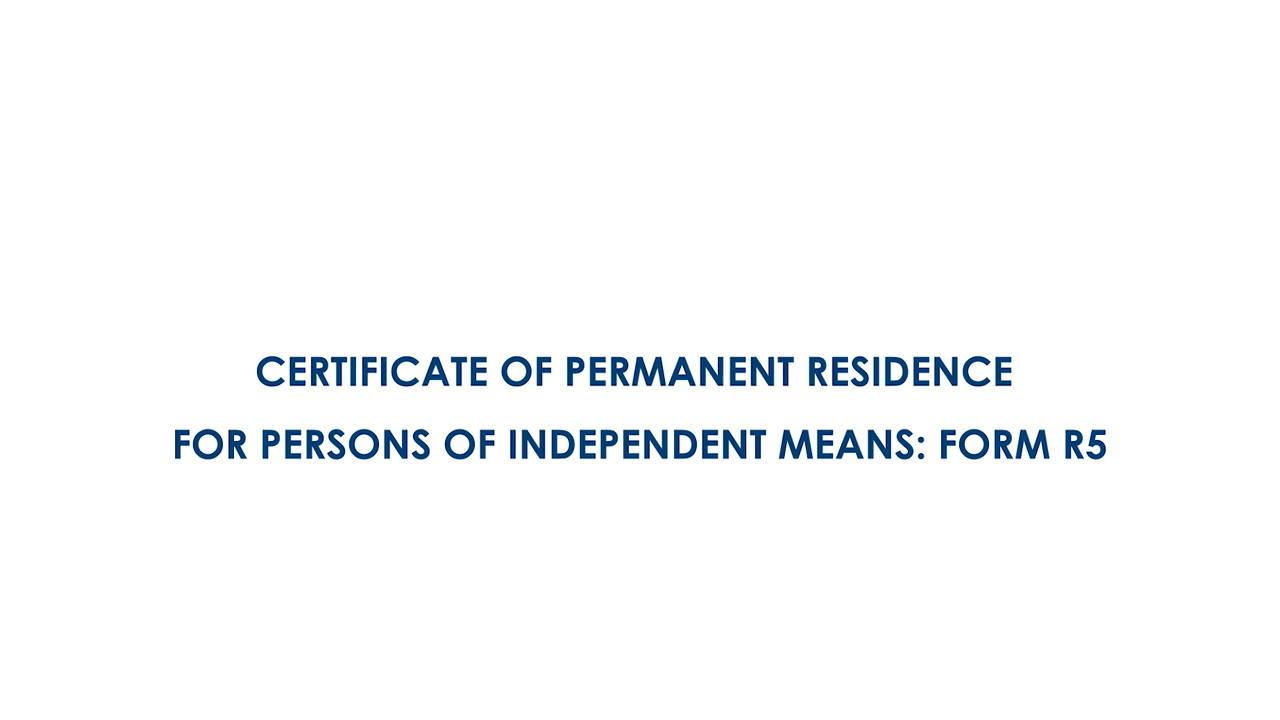 CERTIFICATE OF PERMANENT RESIDENCE
FOR PERSONS OF INDEPENDENT MEANS: FORM R5